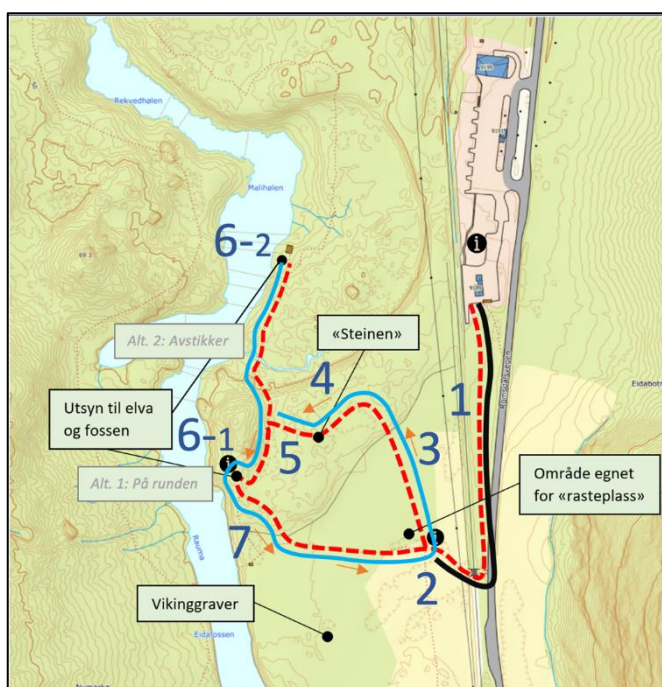 Rekvedhølen
Malihølen
6-2
Alt. 2: Avstikker
«Steinen»
4
1
Romsdalsvegen
Utsyn til elva
og fossen
6-1
5
3
Alt. 1: På runden
Område egnet
for «rasteplass»
7
2
Rauma
Vikinggraver
Eidafossen